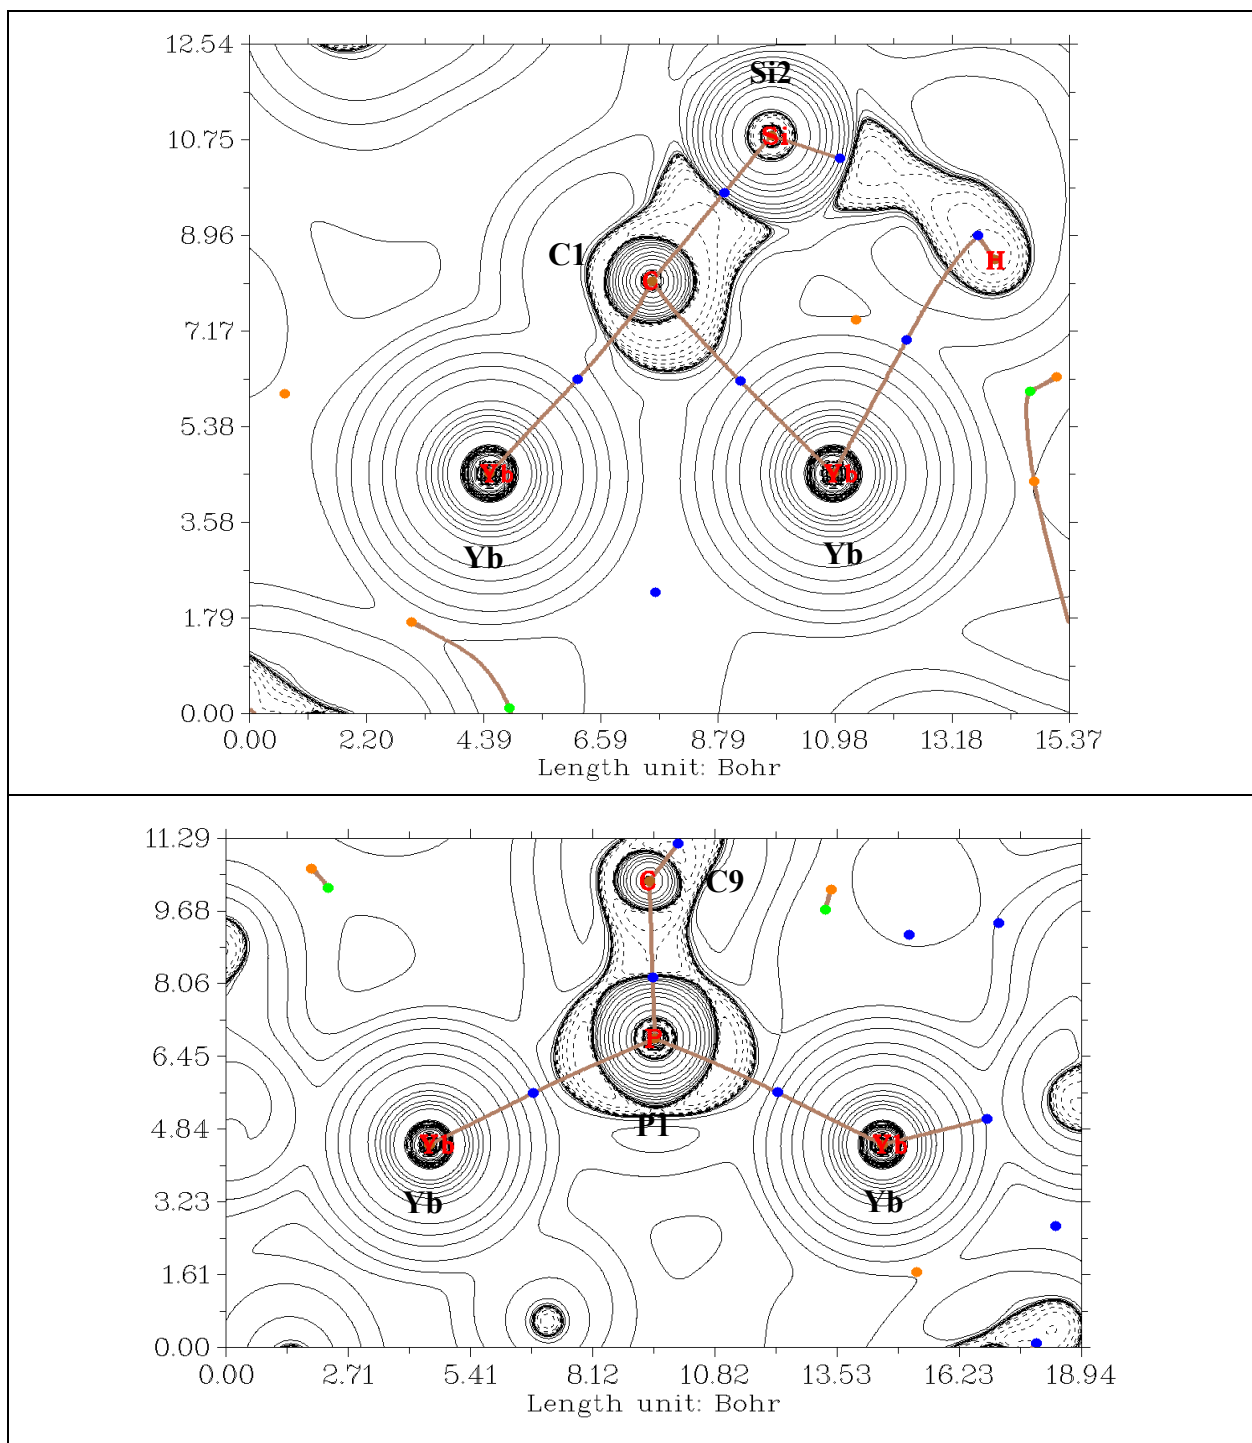 12.54
Si2
Si
10.75
8.96
C1
H
C
7.17
5.38
Yb
Yb
3.58
Yb
Yb
1.79
0.00
0.00 2.20 4.39 6.59 8.79 10.98 13.18 15.37
Length unit: Bohr
11.29
C
C9
9.68
8.06
P
6.45
P1
4.84
Yb
Yb
3.23
Yb
Yb
1.61
0.00
0.00 2.71 5.41 8.12 10.82 13.53 16.23 18.94
Length unit: Bohr